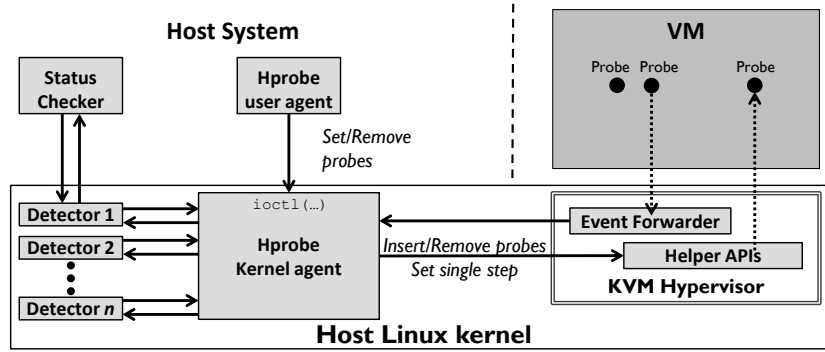 Host System
VM
Status
Checker
Hprobe
user agent
Probe Probe
Probe
Set/Remove
probes
ioctl(…)
Detector 1
Detector 2
Detector n
Hprobe
Kernel agent
Event Forwarder
Insert/Remove probes
Set single step
Helper APIs
KVM Hypervisor
Host Linux kernel